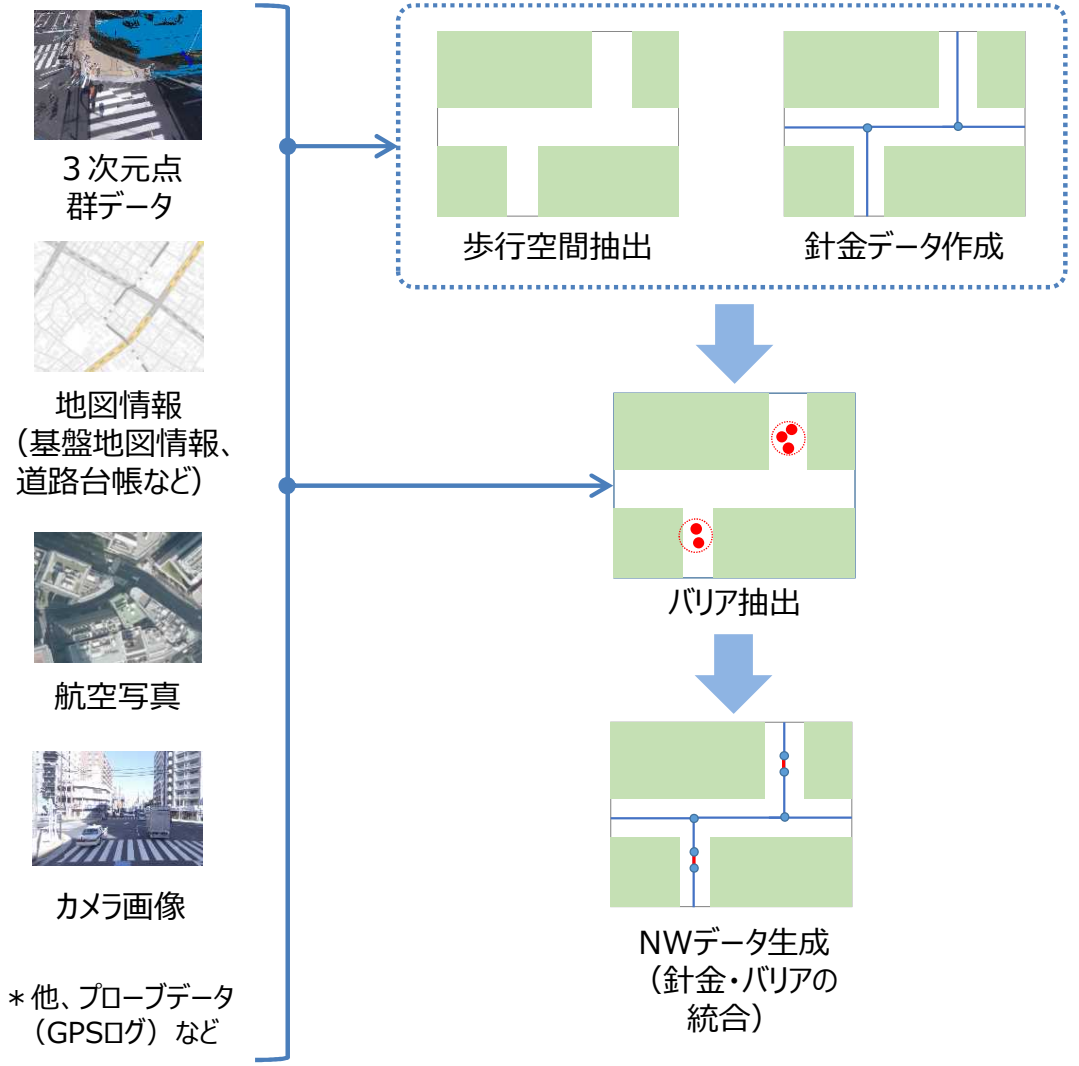 ３次元点
群データ
地図情報
（基盤地図情報、
道路台帳など）
航空写真
カメラ画像
＊他、プローブデータ
（GPSログ）など
歩行空間抽出
針金データ作成
バリア抽出
NWデータ生成
（針金・バリアの
統合）